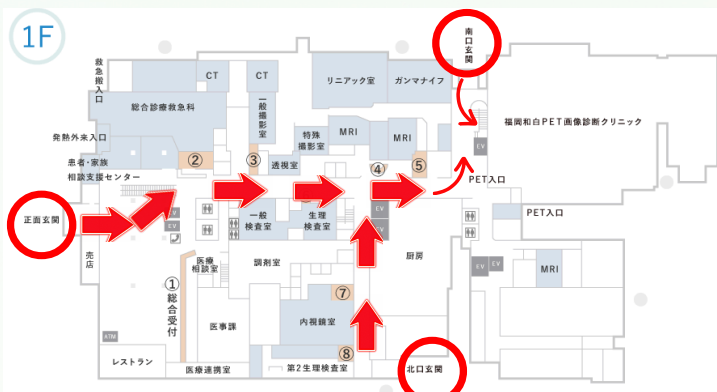 1F
救急搬入口
CT
CT
リニアック室
ガンマナイフ
南口玄関
総合診療救急科
一般撮影室
特殊
撮影室
MRI
MRI
福岡和白PET画像診断クリニック
発熱外来入口
患者・家族
相談支援センター
②
③
透視室
④
⑤
EV
PET入口
正面玄関
EV
EV
一般
検査室
生理
検査室
EV
EV
PET入口
売店
医療
相談室
調剤室
厨房
EV
EV
MRI
①総合受付
⑦
内視鏡室
医事課
ATM
⑧
レストラン
医療連携室
第2生理検査室
北口玄関